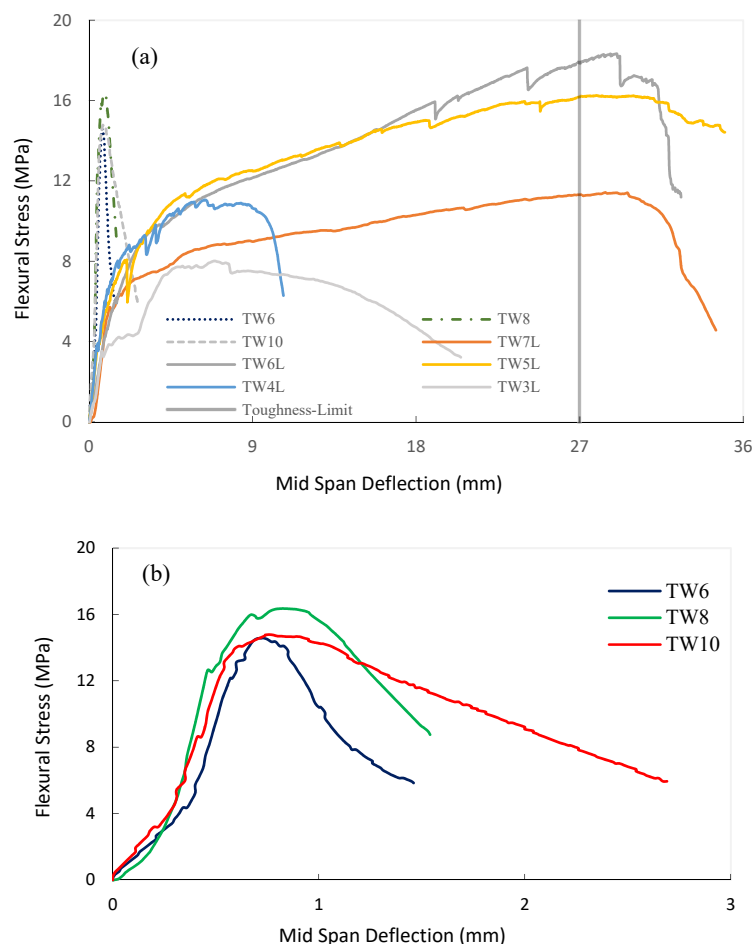 (a)
Flexural Stress (MPa)
20
16
12
8
4
0
TW6 TW8
TW10 TW7L
TW6L TW5L
TW4L TW3L
Toughness-Limit
0 9 18 27 36
Mid Span Deflection (mm)
(b)
Flexural Stress (MPa)
20
16
12
8
4
0
TW6
TW8
TW10
0 1 2 3
Mid Span Deflection (mm)